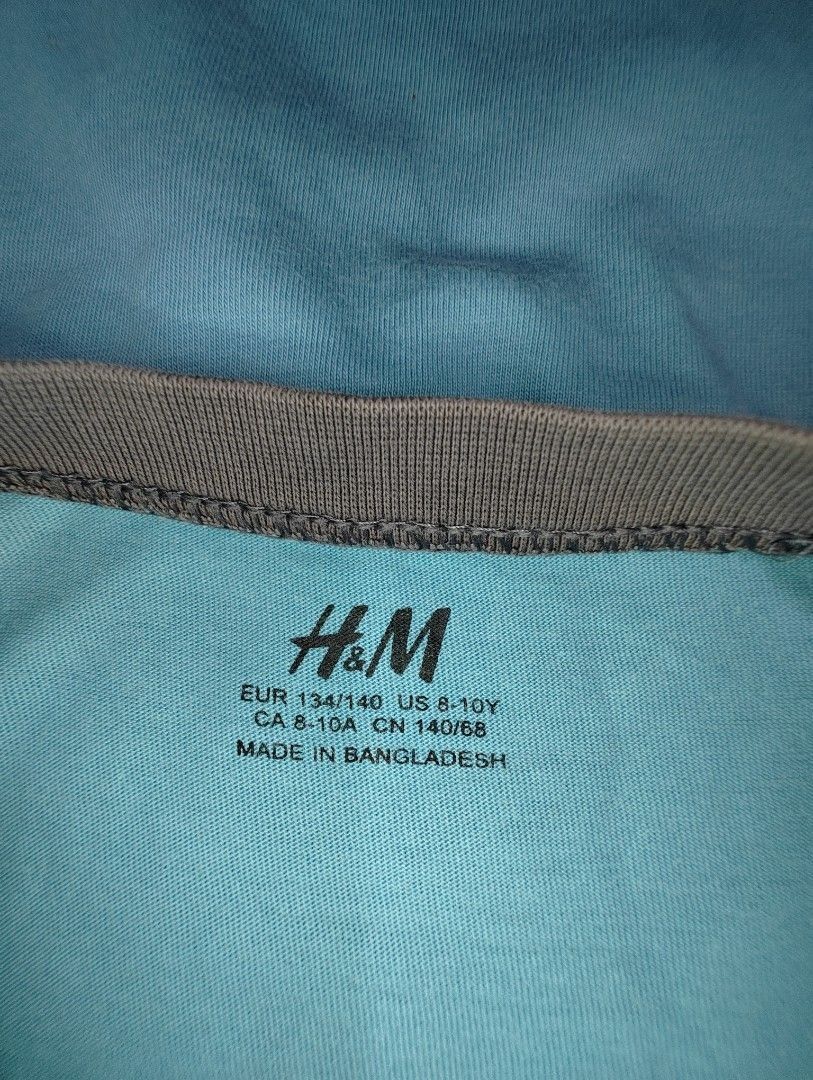 H&M
EUR 134/140 US 8-10Y
CA 8-10A CN 140/68
MADE IN BANGLADESH